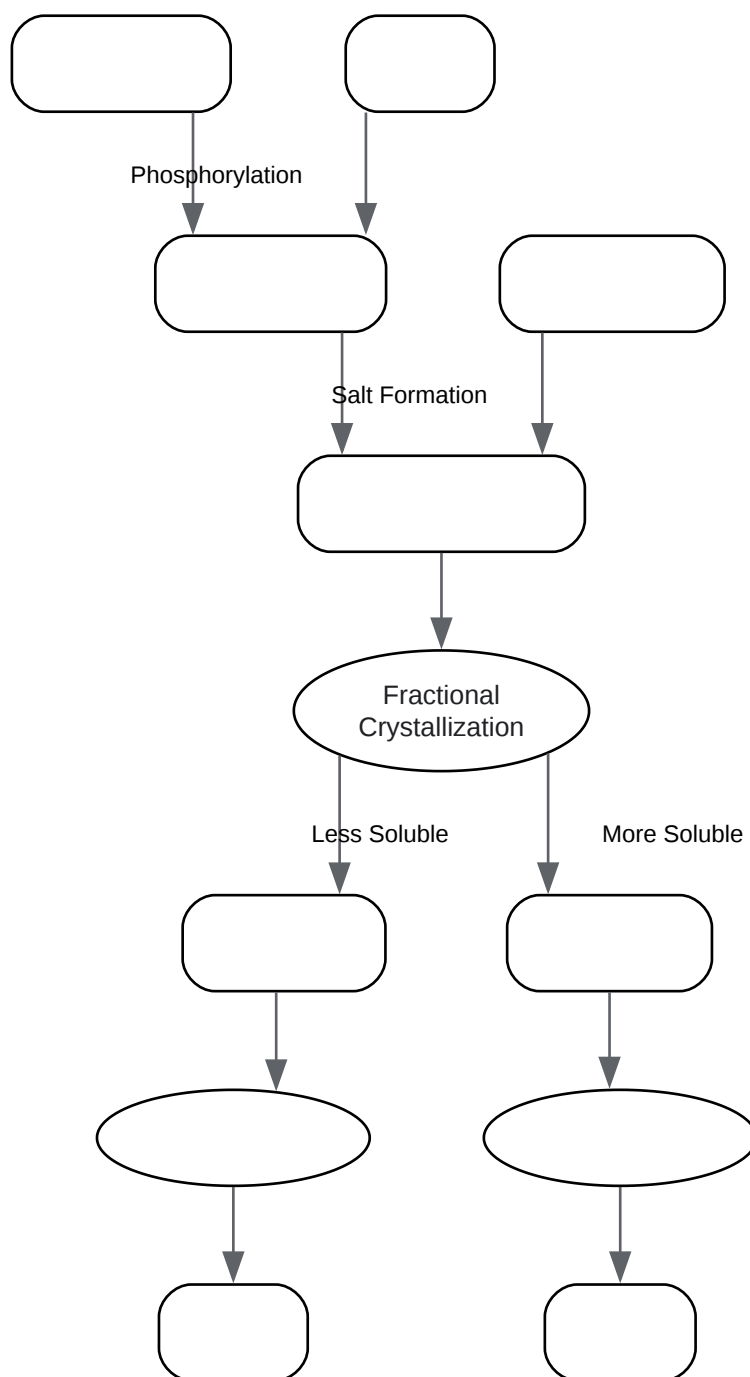 Phosphorylation
Salt Formation
Fractional
Crystallization
Less Soluble
More Soluble